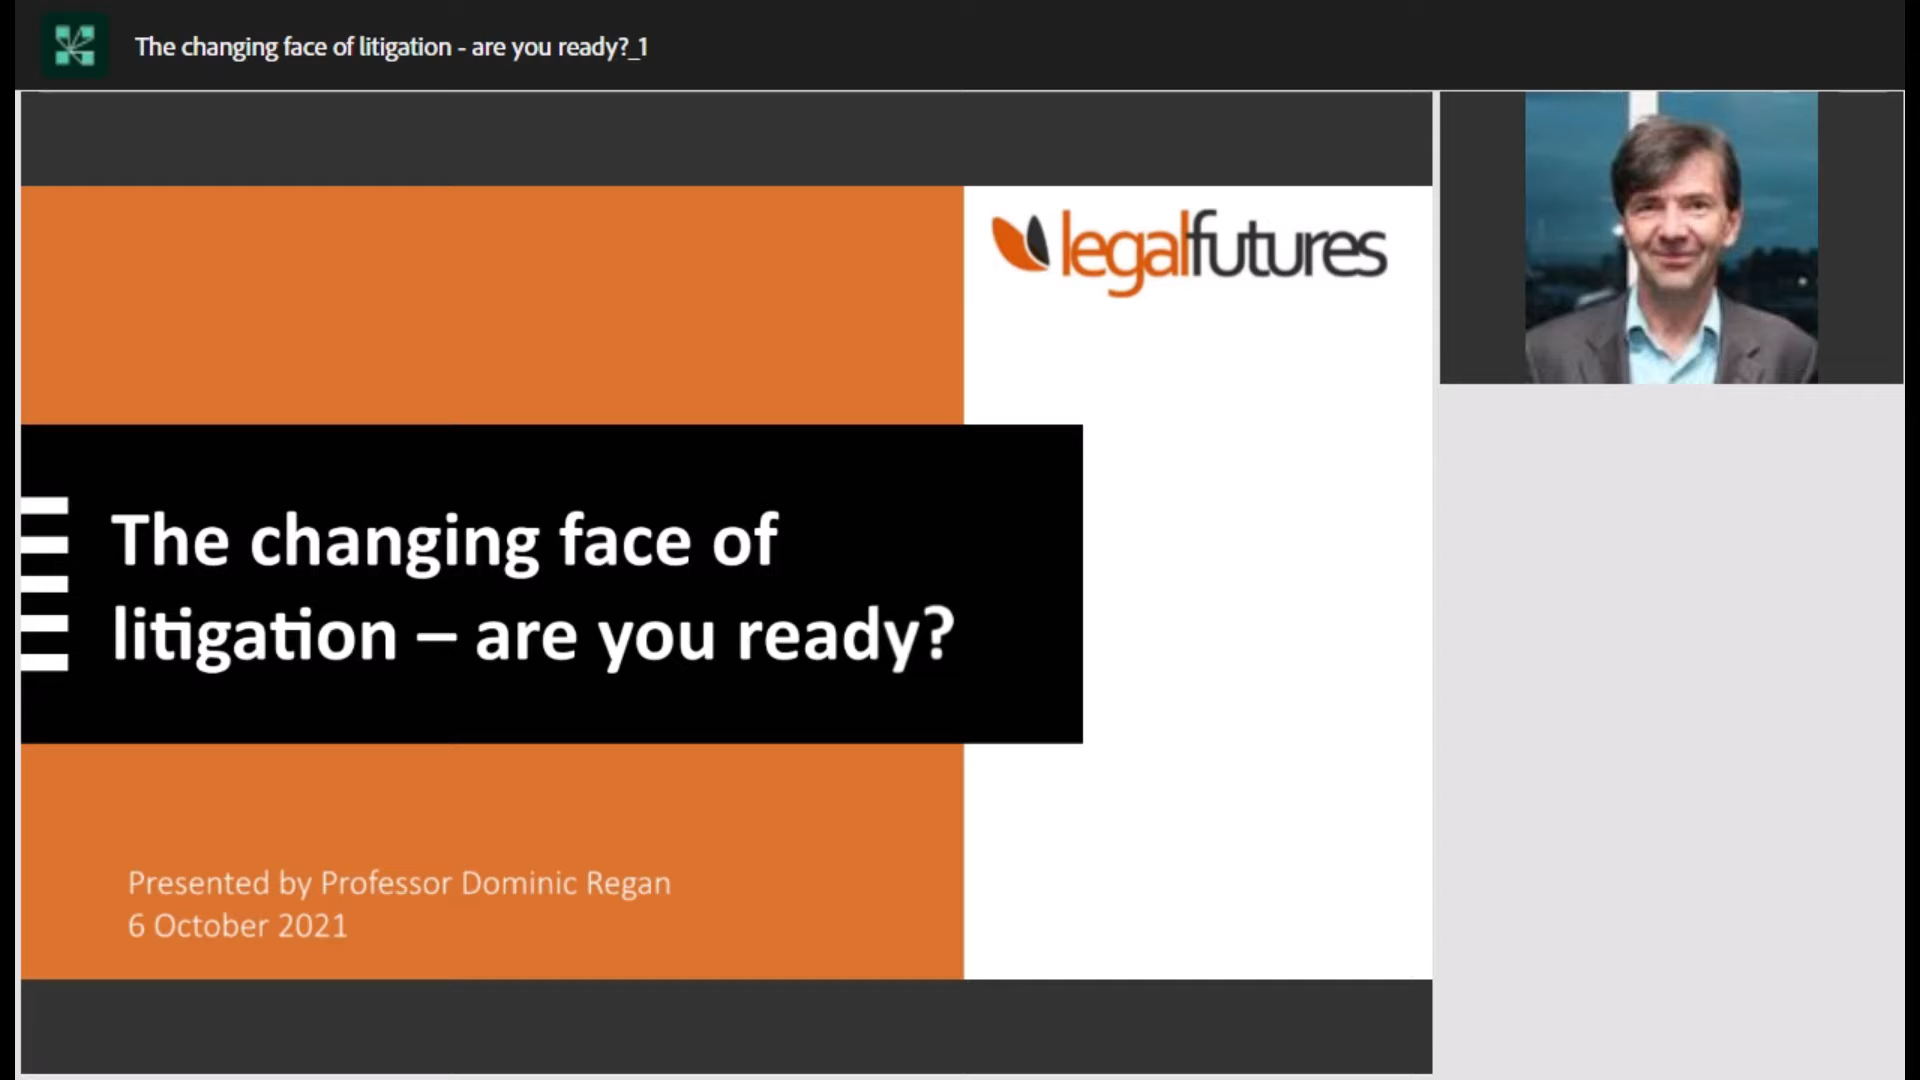 The changing face of litigation - are you ready?_1
legalfutures
The changing face of
litigation – are you ready?
Presented by Professor Dominic Regan
6 October 2021